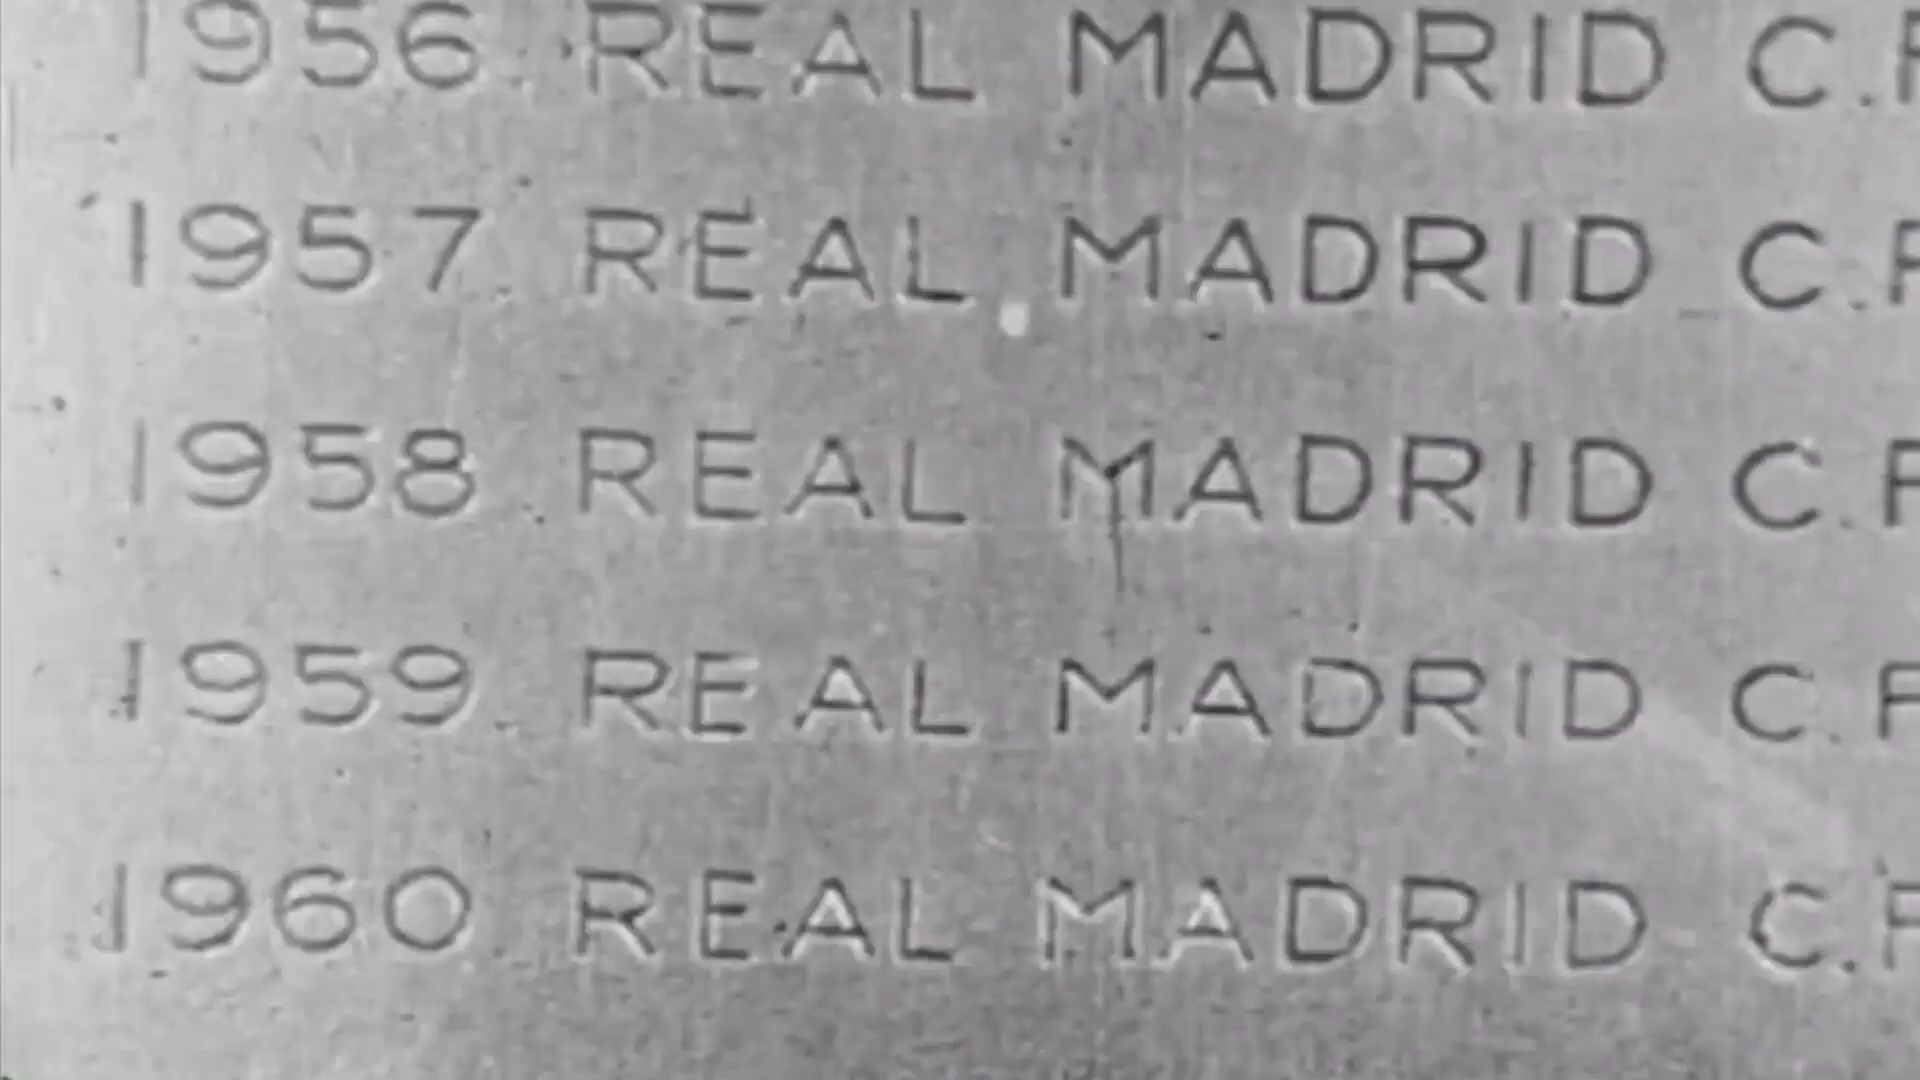 1956 REAL MADRID C.F
1957 REAL MADRID C.F
1958 REAL MADRID C.F
1959 REAL MADRID C.F
1960 REAL MADRID C.F